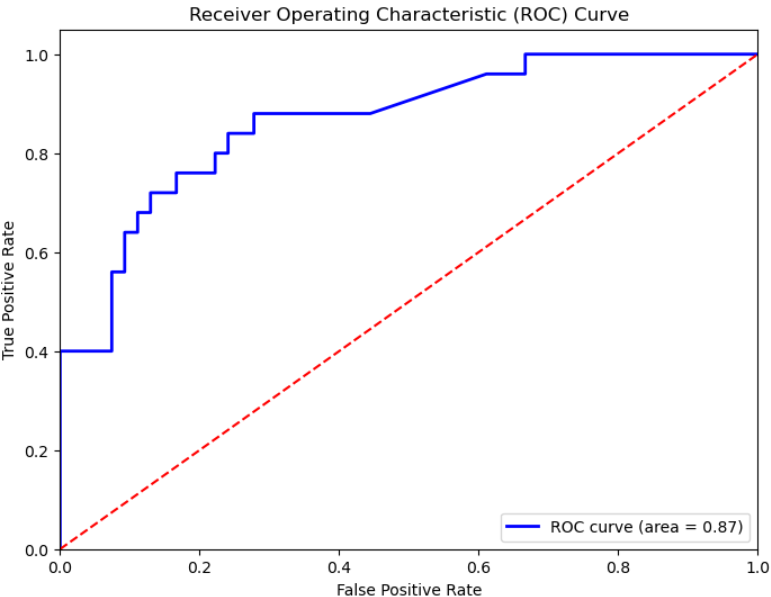 Receiver Operating Characteristic (ROC) Curve
True Positive Rate
1.0
0.8
0.6
0.4
0.2
0.0
ROC curve (area = 0.87)
0.0 0.2 0.4 0.6 0.8 1.0
False Positive Rate